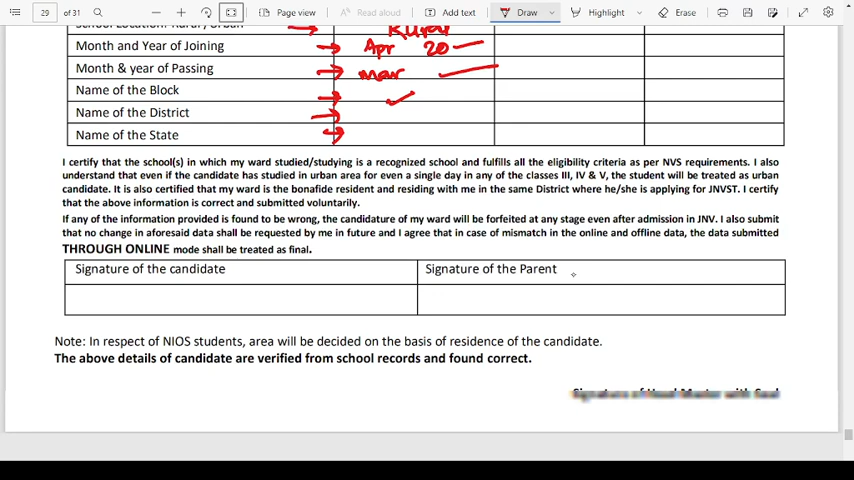 29 of 31 Page view Read aloud Add text Draw Highlight Erase
Rural
Month and Year of Joining Apr 20
Month & year of Passing mar
Name of the Block
Name of the District
Name of the State
I certify that the school(s) in which my ward studied/studying is a recognized school and fulfills all the eligibility criteria as per NVS requirements. I also
understand that even if the candidate has studied in urban area for even a single day in any of the classes III, IV & V, the student will be treated as urban
candidate. It is also certified that my ward is the bonafide resident and residing with me in the same District where he/she is applying for JNVST. I certify
that the above information is correct and submitted voluntarily.
If any of the information provided is found to be wrong, the candidature of my ward will be forfeited at any stage even after admission in JNV. I also submit
that no change in aforesaid data shall be requested by me in future and I agree that in case of mismatch in the online and offline data, the data submitted
THROUGH ONLINE mode shall be treated as final.
Signature of the candidate Signature of the Parent
Note: In respect of NIOS students, area will be decided on the basis of residence of the candidate.
The above details of candidate are verified from school records and found correct.
Signature of Head Master with Seal